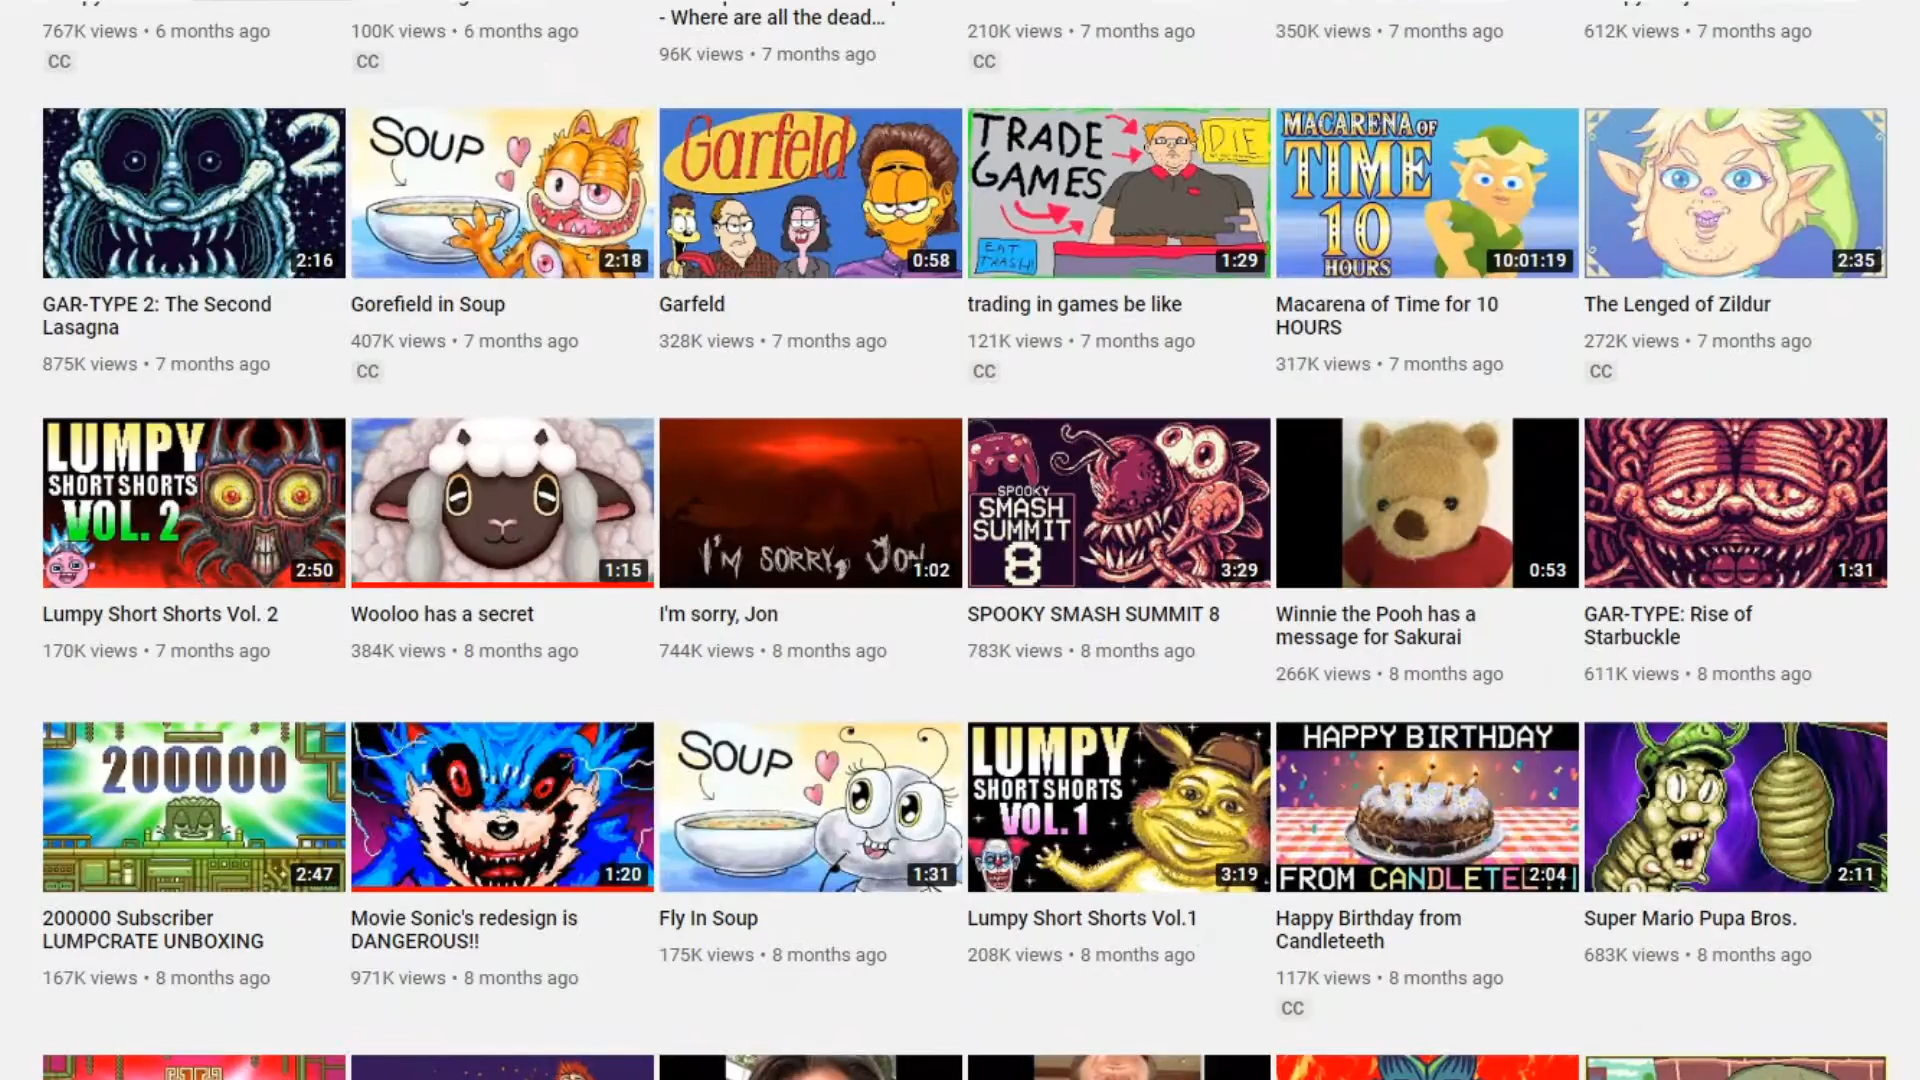 - Where are all the dead...
767K views • 6 months ago
100K views • 6 months ago
96K views • 7 months ago
210K views • 7 months ago
350K views • 7 months ago
612K views • 7 months ago
CC
CC
CC
2
2:16
SOUP
2:18
Garfeld
0:58
TRADE
GAMES
DIE
EAT
TRASH!
1:29
MACARENA OF
TIME
10
HOURS
10:01:19
2:35
GAR-TYPE 2: The Second
Lasagna
875K views • 7 months ago
Gorefield in Soup
407K views • 7 months ago
CC
Garfeld
328K views • 7 months ago
trading in games be like
121K views • 7 months ago
CC
Macarena of Time for 10
HOURS
317K views • 7 months ago
The Lenged of Zildur
272K views • 7 months ago
CC
LUMPY
SHORT SHORTS
VOL. 2
2:50
1:15
I'M SORRY, JON
1:02
SPOOKY
SMASH
SUMMIT
8
3:29
0:53
1:31
Lumpy Short Shorts Vol. 2
170K views • 7 months ago
Wooloo has a secret
384K views • 8 months ago
I'm sorry, Jon
744K views • 8 months ago
SPOOKY SMASH SUMMIT 8
783K views • 8 months ago
Winnie the Pooh has a
message for Sakurai
266K views • 8 months ago
GAR-TYPE: Rise of
Starbuckle
611K views • 8 months ago
200000
2:47
1:20
SOUP
1:31
LUMPY
SHORT SHORTS
VOL.1
3:19
HAPPY BIRTHDAY
FROM
2:04
2:11
200000 Subscriber
LUMPCRATE UNBOXING
167K views • 8 months ago
Movie Sonic's redesign is
DANGEROUS!!
971K views • 8 months ago
Fly In Soup
175K views • 8 months ago
Lumpy Short Shorts Vol.1
208K views • 8 months ago
Happy Birthday from
Candleteeth
117K views • 8 months ago
CC
Super Mario Pupa Bros.
683K views • 8 months ago